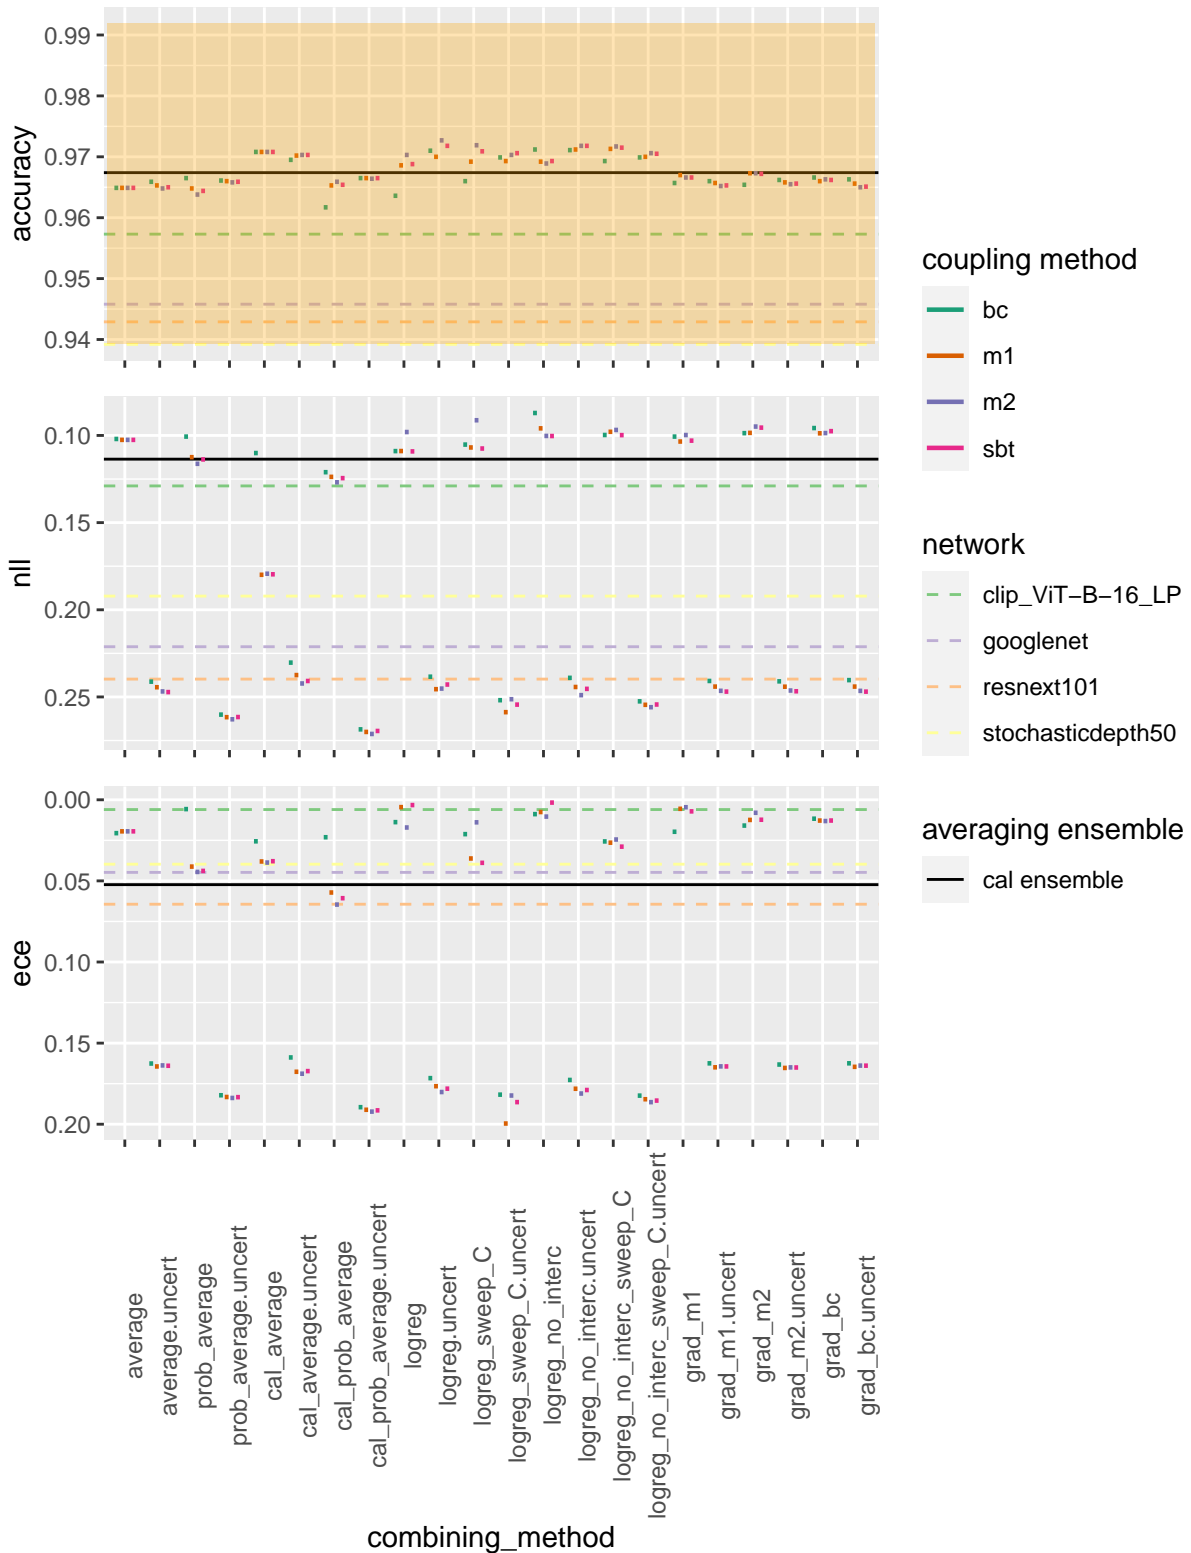 0.99
0.98
0.97
0.96
0.95
0.94
accuracy
0.10
0.15
0.20
0.25
nll
0.00
0.05
0.10
0.15
0.20
ece
average
average.uncert
prob_average
prob_average.uncert
cal_average
cal_average.uncert
cal_prob_average
cal_prob_average.uncert
logreg
logreg.uncert
logreg_sweep_C
logreg_sweep_C.uncert
logreg_no_interc
logreg_no_interc.uncert
logreg_no_interc_sweep_C
logreg_no_interc_sweep_C.uncert
grad_m1
grad_m1.uncert
grad_m2
grad_m2.uncert
grad_bc
grad_bc.uncert
combining_method
coupling method
bc
m1
m2
sbt
network
clip_ViT−B−16_LP
googlenet
resnext101
stochasticdepth50
averaging ensemble
cal ensemble